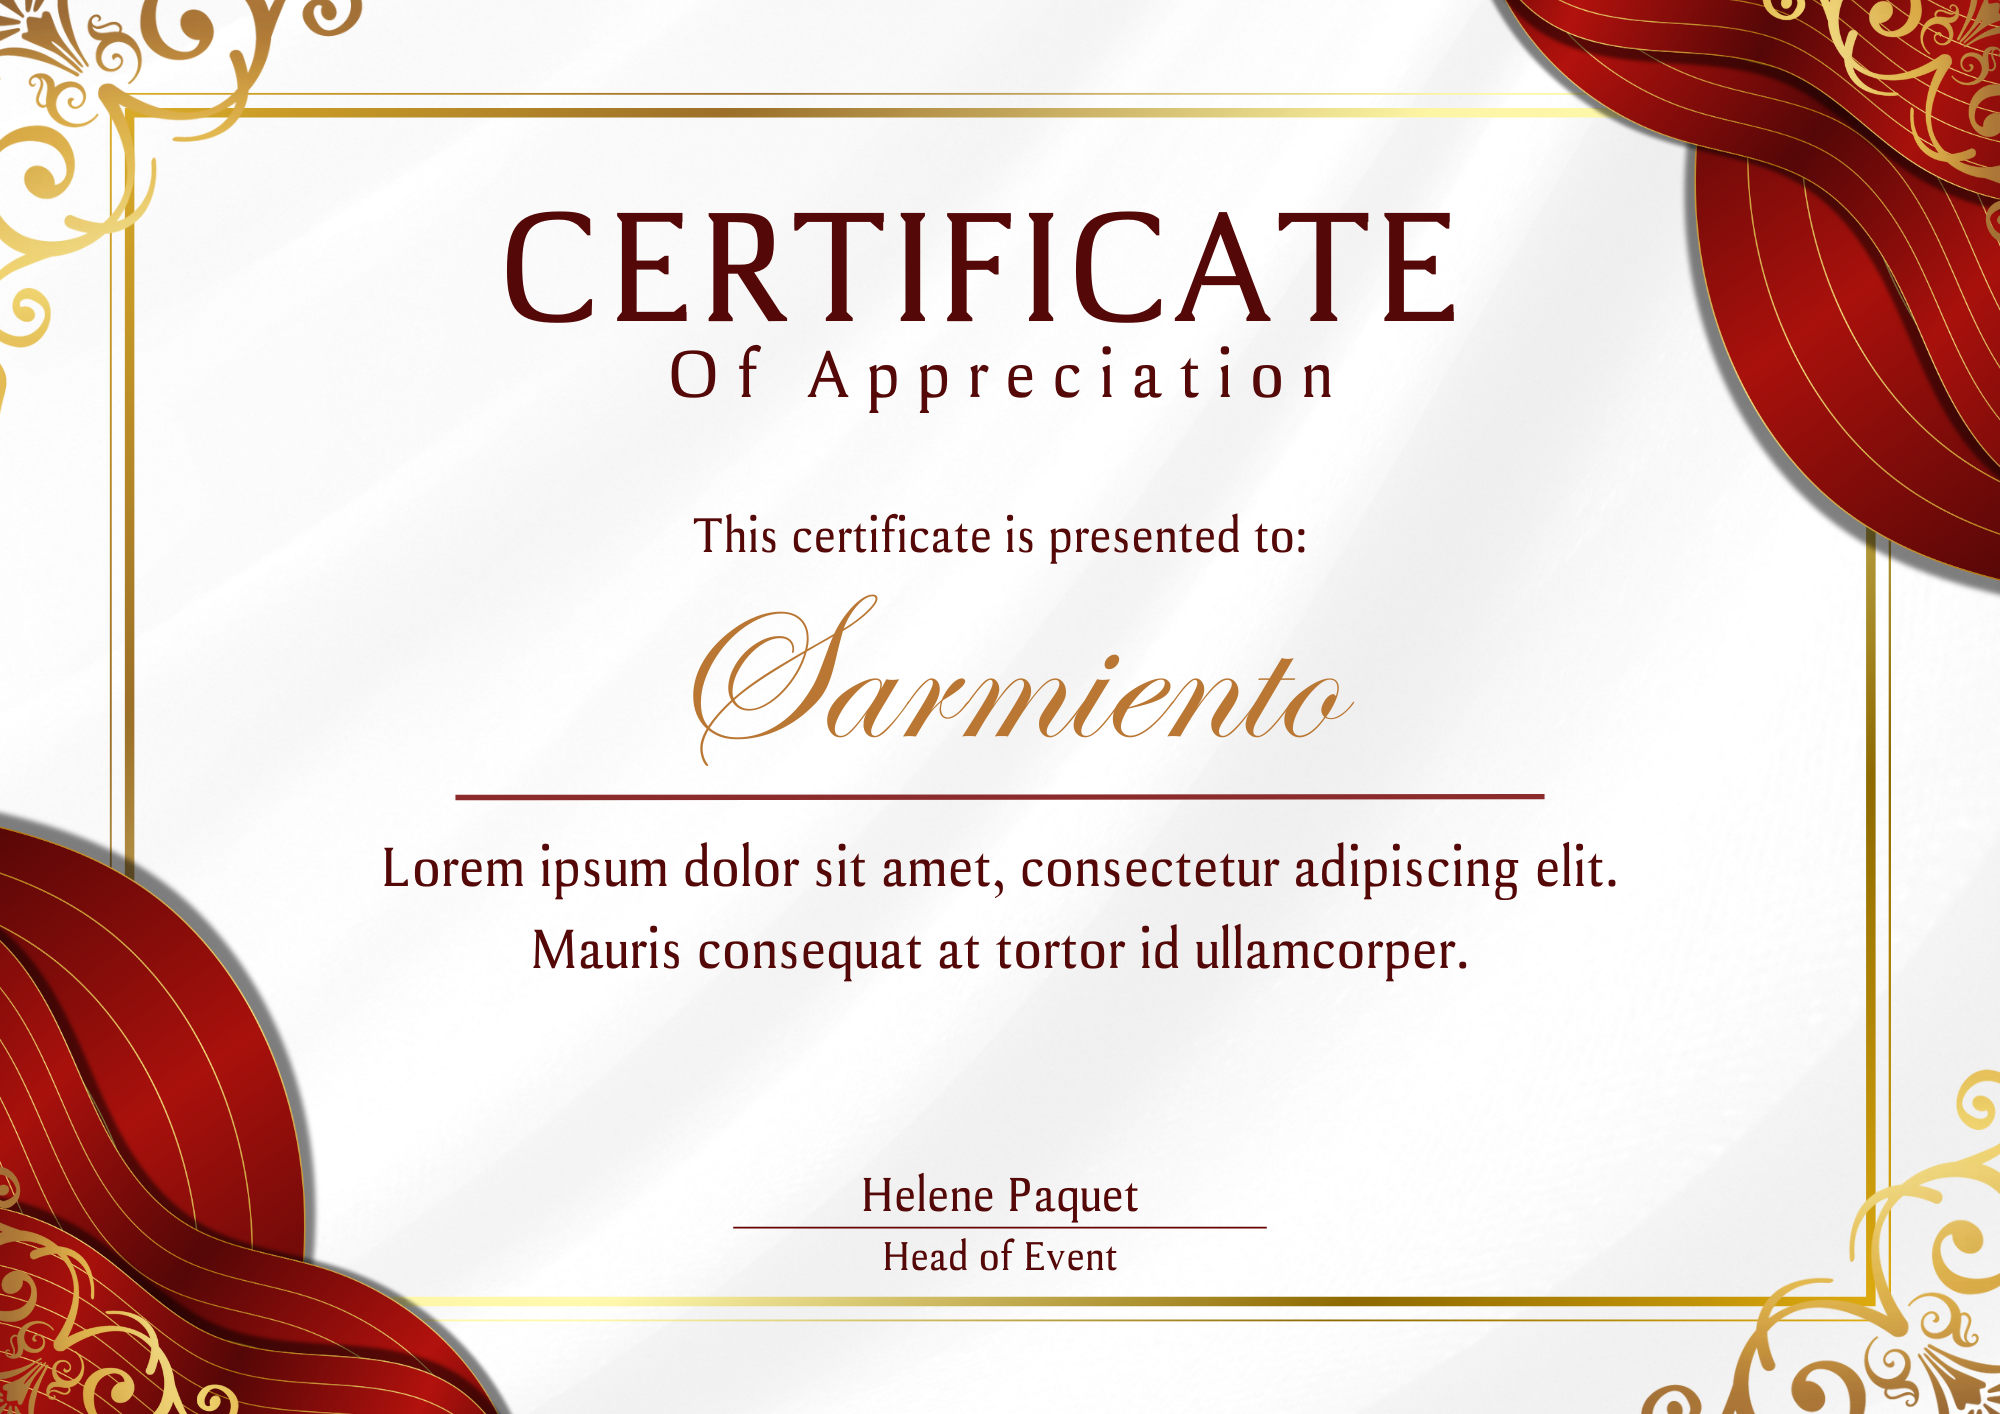 CERTIFICATE
Of Appreciation
This certificate is presented to:
Sarmiento
Lorem ipsum dolor sit amet, consectetur adipiscing elit.
Mauris consequat at tortor id ullamcorper.
Helene Paquet
Head of Event